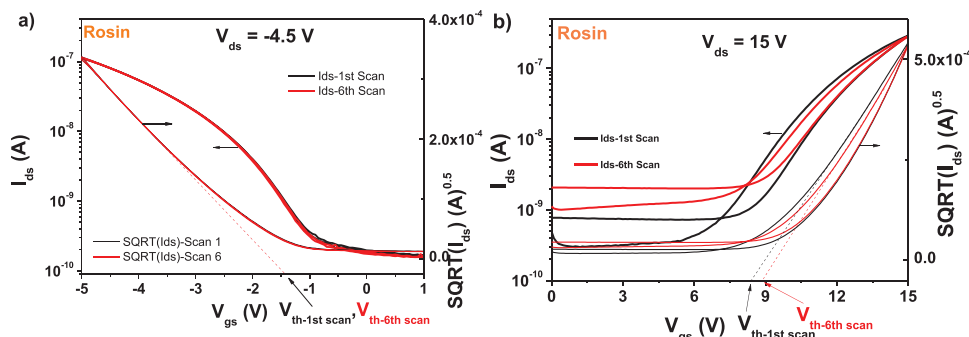 a)
Rosin
V_ds = -4.5 V
Ids-1st Scan
Ids-6th Scan
SQRT(Ids)-Scan 1
SQRT(Ids)-Scan 6
10^-7
10^-8
10^-9
10^-10
I_ds (A)
4.0x10^-4
2.0x10^-4
0.0
SQRT(I_ds) (A)^0.5
-5 -4 -3 -2 -1 0 1
V_gs (V)
V_th-1st scan, V_th-6th scan
b)
Rosin
V_ds = 15 V
Ids-1st Scan
Ids-6th Scan
10^-7
10^-8
10^-9
10^-10
I_ds (A)
5.0x10^-4
0.0
SQRT(I_ds) (A)^0.5
0 3 6 9 12 15
V_gs (V)
V_th-1st scan
V_th-6th scan